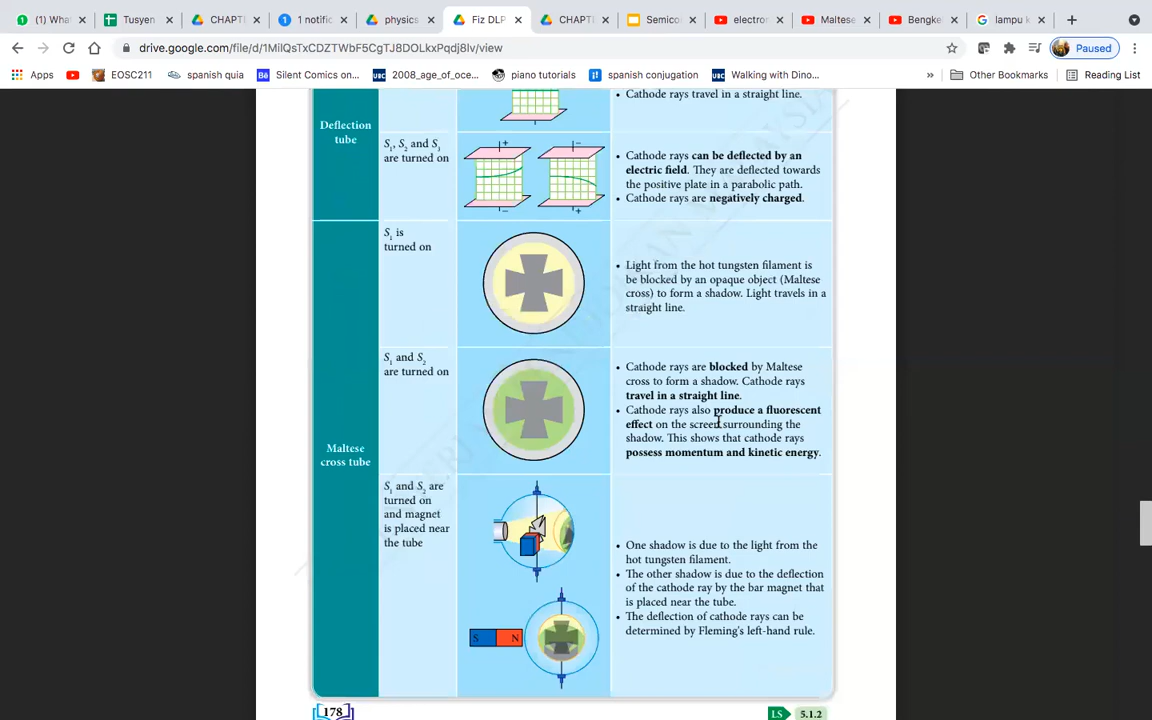 1 What
Tusyen
CHAPTI
1 notific
physics
Fiz DLP
CHAPTI
Semico
electron
Maltese
Bengke
lampu k
drive.google.com/file/d/1MilQsTxCDZTWbF5CgTJ8DOLkxPqdj8lv/view
Paused
Apps
EOSC211
spanish quia
Silent Comics on...
2008_age_of_oce...
piano tutorials
spanish conjugation
Walking with Dino...
Other Bookmarks
Reading List
Deflection
tube
• Cathode rays travel in a straight line.
S1, S2 and S3
are turned on
+
−
−
+
• Cathode rays can be deflected by an
electric field. They are deflected towards
the positive plate in a parabolic path.
• Cathode rays are negatively charged.
Maltese
cross tube
S1 is
turned on
• Light from the hot tungsten filament is
be blocked by an opaque object (Maltese
cross) to form a shadow. Light travels in a
straight line.
S1 and S2
are turned on
• Cathode rays are blocked by Maltese
cross to form a shadow. Cathode rays
travel in a straight line.
• Cathode rays also produce a fluorescent
effect on the screen surrounding the
shadow. This shows that cathode rays
possess momentum and kinetic energy.
S1 and S2 are
turned on
and magnet
is placed near
the tube
S N
• One shadow is due to the light from the
hot tungsten filament.
• The other shadow is due to the deflection
of the cathode ray by the bar magnet that
is placed near the tube.
• The deflection of cathode rays can be
determined by Fleming's left-hand rule.
178
LS 5.1.2